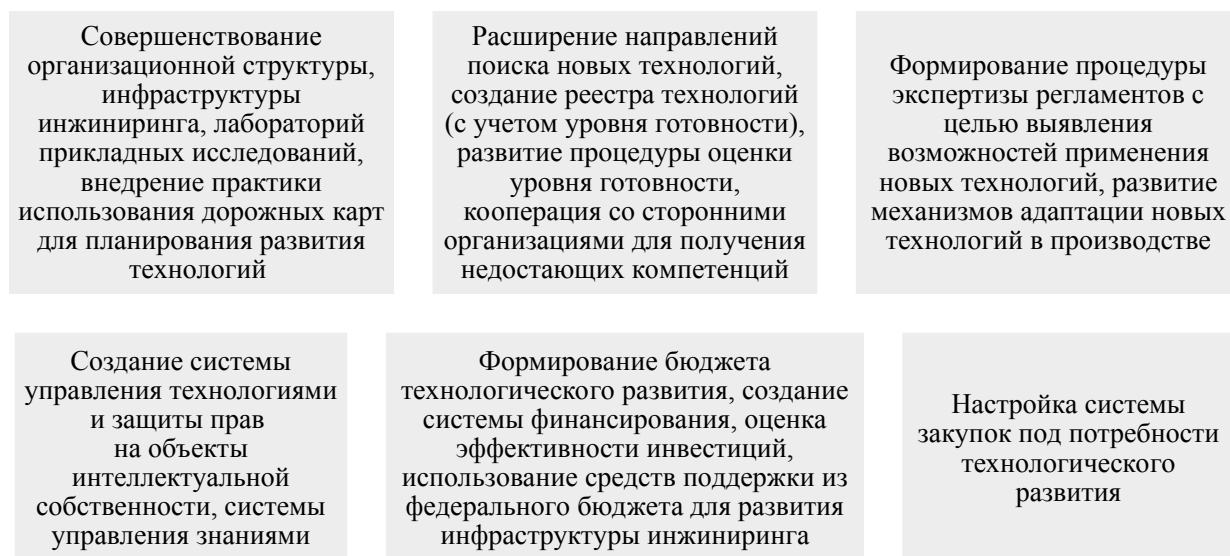 Совершенствование
организационной структуры,
инфраструктуры
инжиниринга, лабораторий
прикладных исследований,
внедрение практики
использования дорожных карт
для планирования развития
технологий
Расширение направлений
поиска новых технологий,
создание реестра технологий
(с учетом уровня готовности),
развитие процедуры оценки
уровня готовности,
кооперация со сторонними
организациями для получения
недостающих компетенций
Формирование процедуры
экспертизы регламентов с
целью выявления
возможностей применения
новых технологий, развитие
механизмов адаптации новых
технологий в производстве
Создание системы
управления технологиями
и защиты прав
на объекты
интеллектуальной
собственности, системы
управления знаниями
Формирование бюджета
технологического развития, создание
системы финансирования, оценка
эффективности инвестиций,
использование средств поддержки из
федерального бюджета для развития
инфраструктуры инжиниринга
Настройка системы
закупок под потребности
технологического
развития